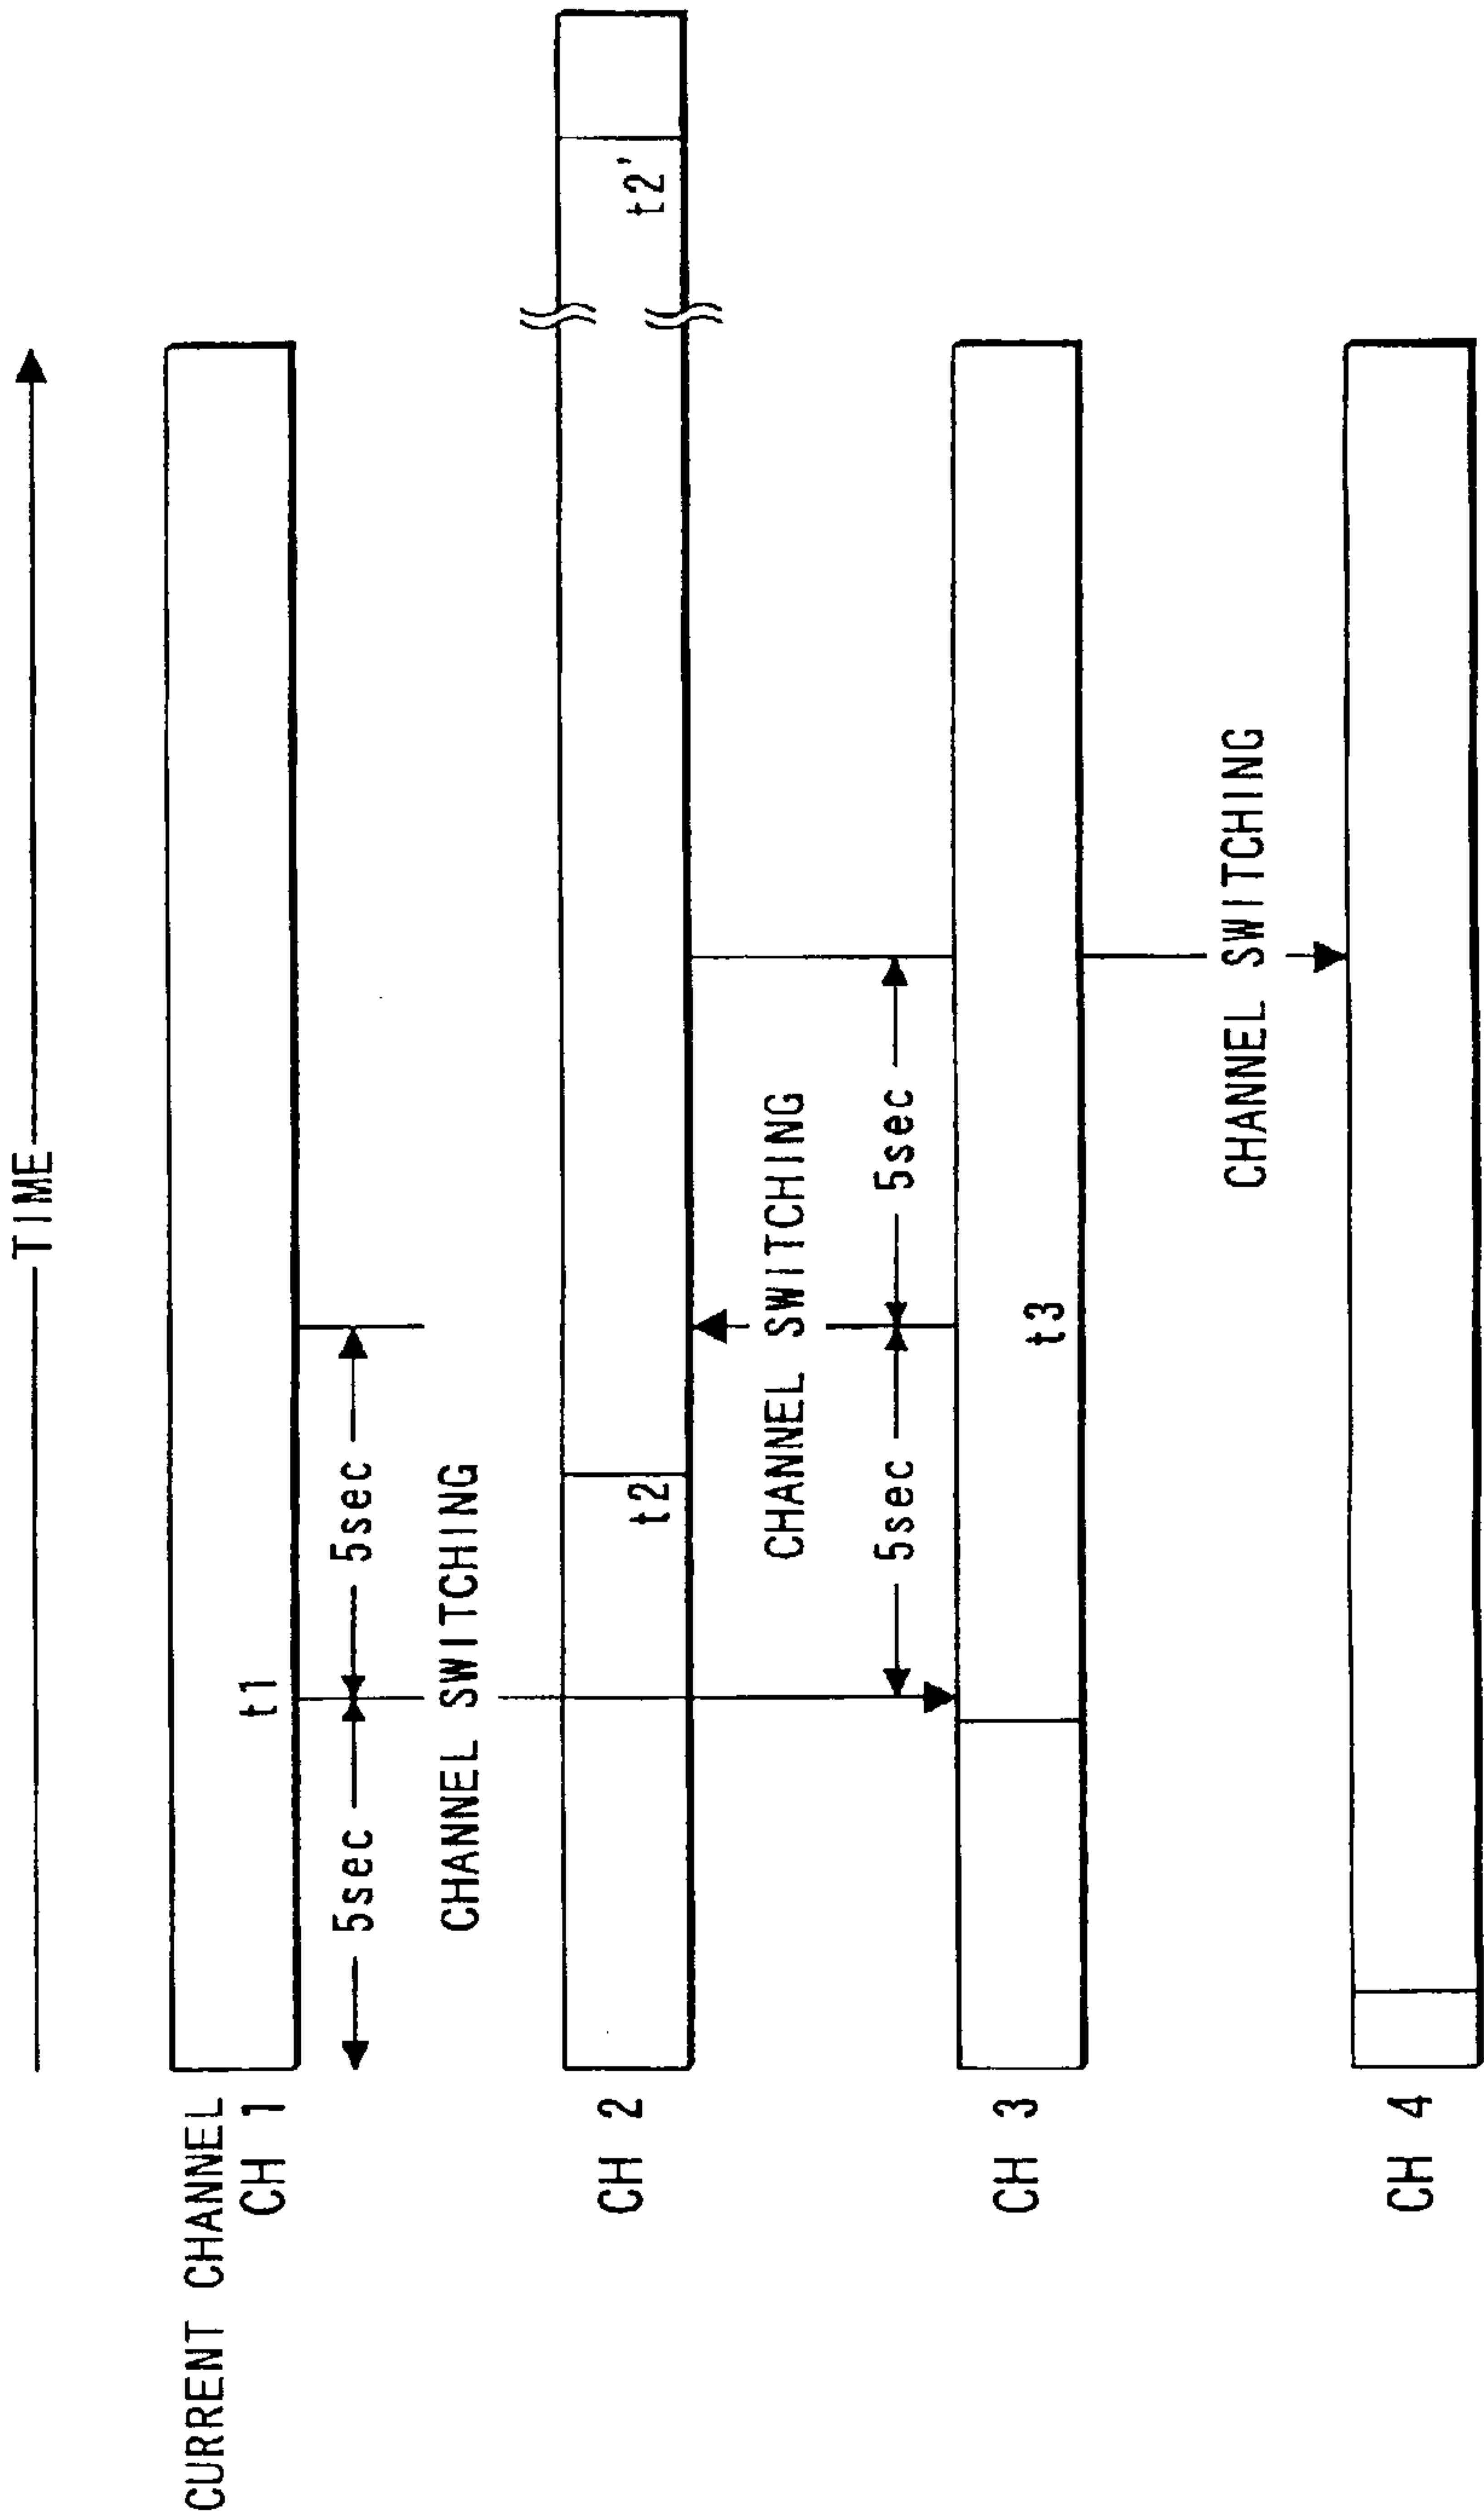 TIME
CURRENT CHANNEL
CH 1
t1
5sec
5sec
CHANNEL SWITCHING
CH 2
t2
t2'
CHANNEL SWITCHING
5sec
5sec
CH 3
t3
CHANNEL SWITCHING
CH 4